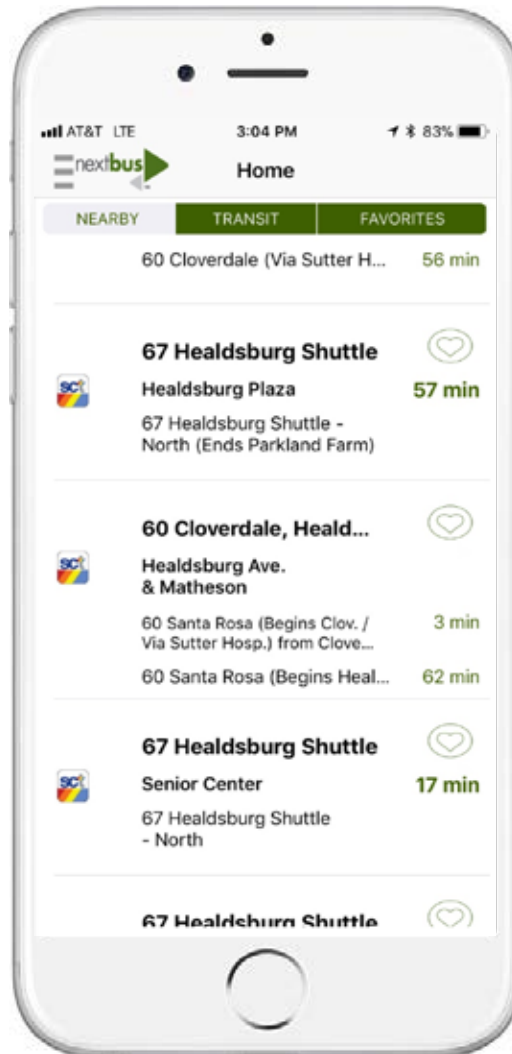 AT&T LTE 3:04 PM 83%
nextbus Home
NEARBY TRANSIT FAVORITES
60 Cloverdale (Via Sutter H... 56 min
67 Healdsburg Shuttle
sct Healdsburg Plaza 57 min
67 Healdsburg Shuttle -
North (Ends Parkland Farm)
60 Cloverdale, Heald...
sct Healdsburg Ave.
& Matheson
60 Santa Rosa (Begins Clov. / 3 min
Via Sutter Hosp.) from Clove...
60 Santa Rosa (Begins Heal... 62 min
67 Healdsburg Shuttle
sct Senior Center 17 min
67 Healdsburg Shuttle
- North
67 Healdsburg Shuttle